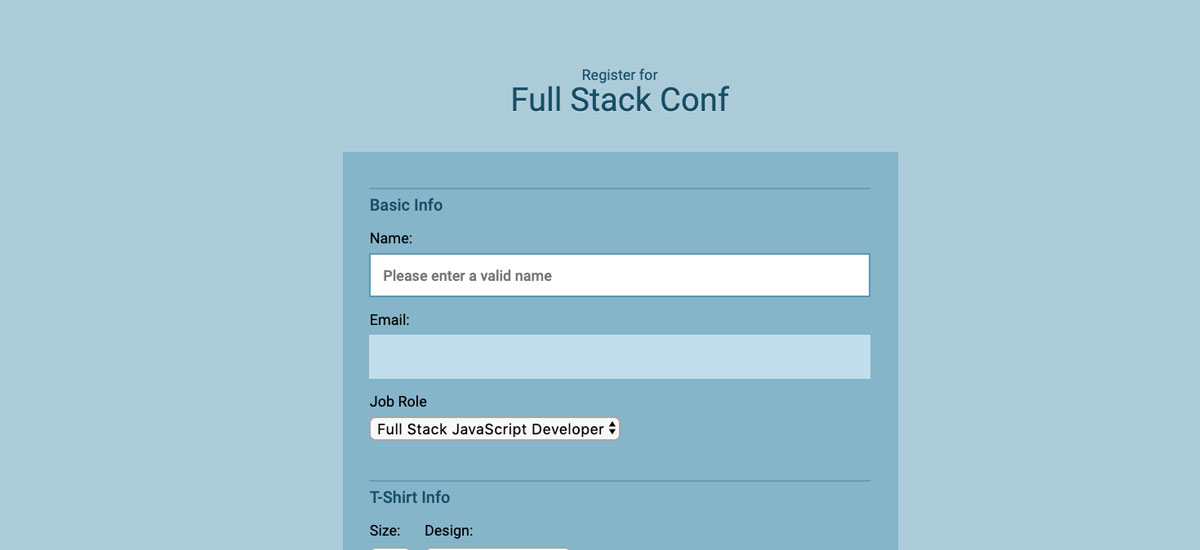 Register for
Full Stack Conf
Basic Info
Name:
Please enter a valid name
Email:
Job Role
Full Stack JavaScript Developer
T-Shirt Info
Size: Design: